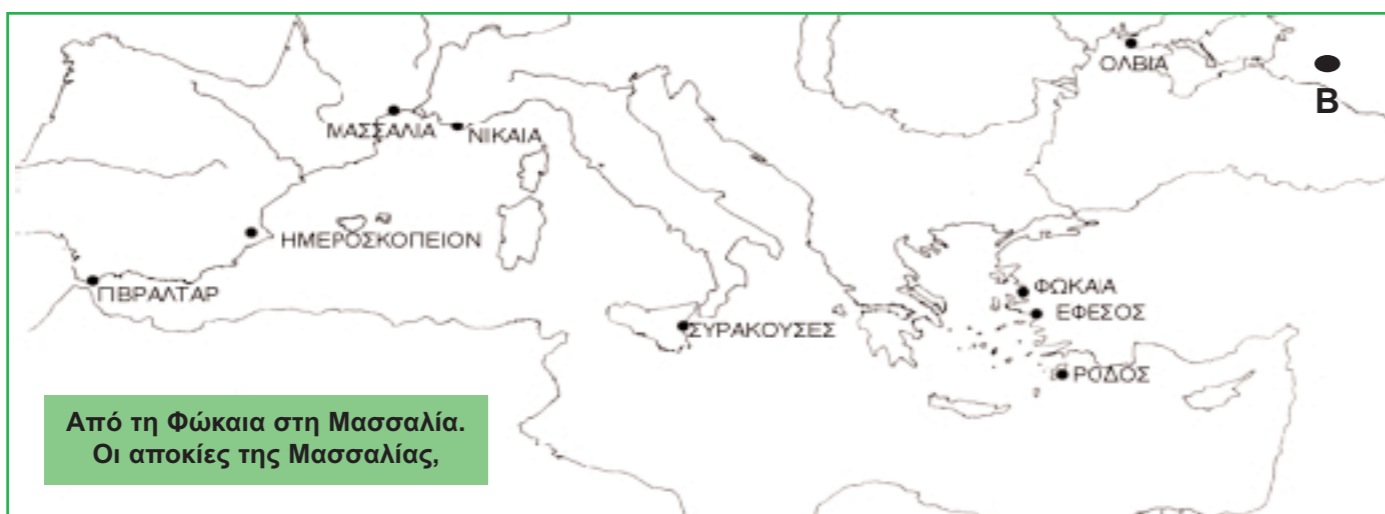 ΟΛΒΙΑ
Β
ΜΑΣΣΑΛΙΑ
ΝΙΚΑΙΑ
ΗΜΕΡΟΣΚΟΠΕΙΟΝ
ΓΙΒΡΑΛΤΑΡ
ΦΩΚΑΙΑ
ΕΦΕΣΟΣ
ΣΥΡΑΚΟΥΣΕΣ
ΡΟΔΟΣ
Από τη Φώκαια στη Μασσαλία.
Οι αποκίες της Μασσαλίας,